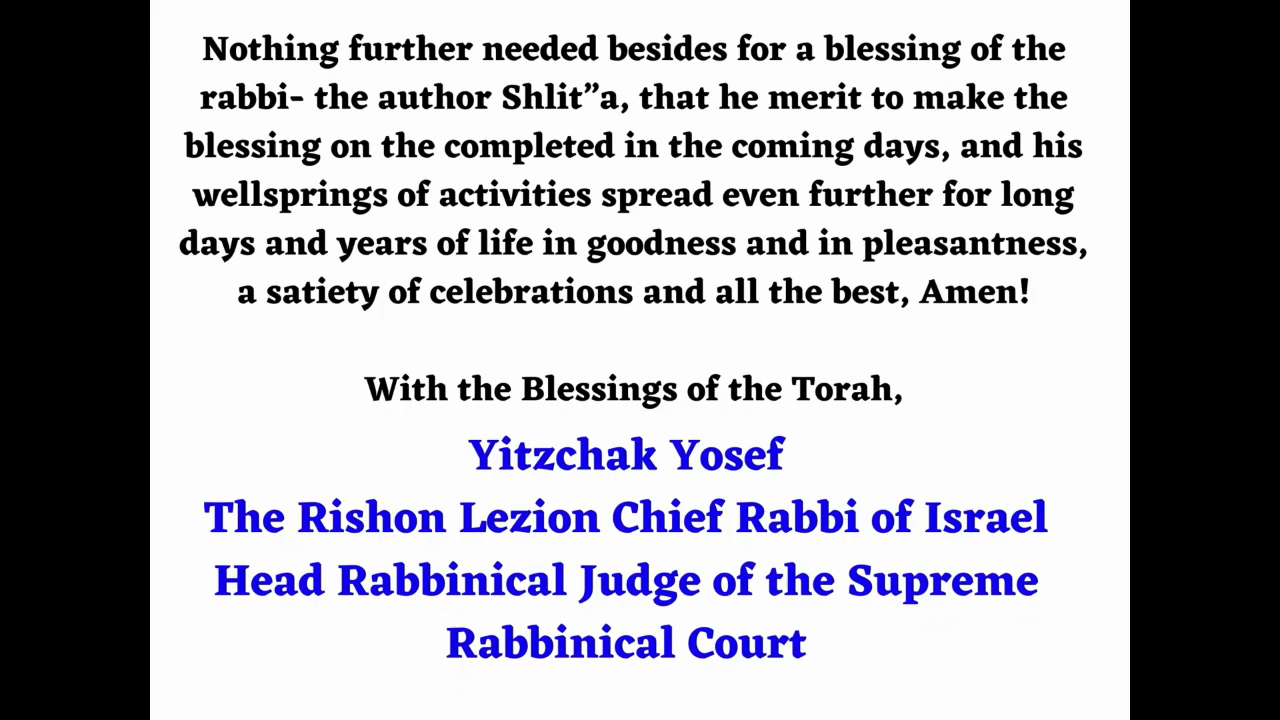 Nothing further needed besides for a blessing of the
rabbi- the author Shlit”a, that he merit to make the
blessing on the completed in the coming days, and his
wellsprings of activities spread even further for long
days and years of life in goodness and in pleasantness,
a satiety of celebrations and all the best, Amen!
With the Blessings of the Torah,
Yitzchak Yosef
The Rishon Lezion Chief Rabbi of Israel
Head Rabbinical Judge of the Supreme
Rabbinical Court